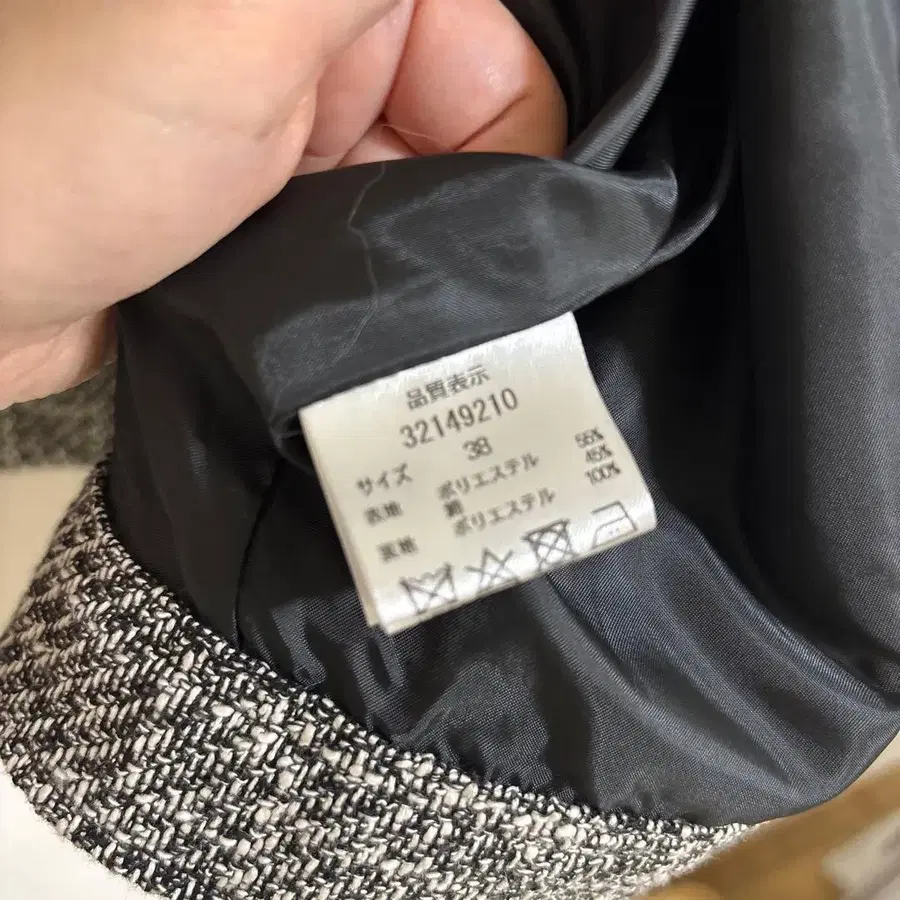 品質表示
32149210
サイズ 38
表地 ポリエステル 55%
綿 45%
裏地 ポリエステル 100%